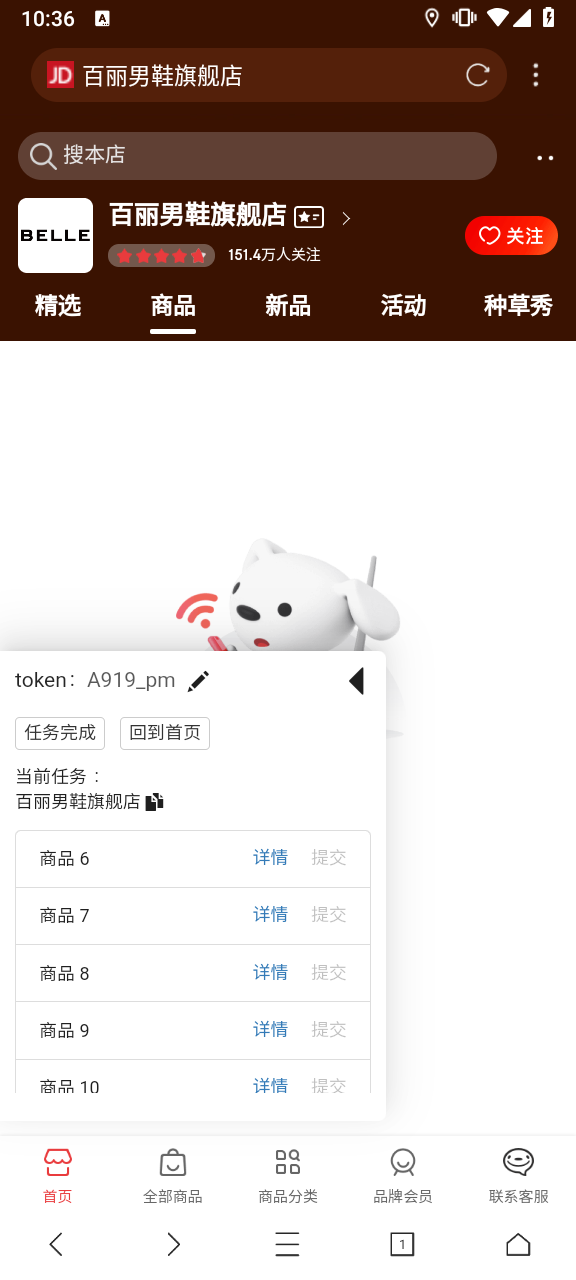 10:36
A
JD 百丽男鞋旗舰店
搜本店
BELLE
百丽男鞋旗舰店
151.4万人关注
关注
精选 商品 新品 活动 种草秀
token： A919_pm
任务完成 回到首页
当前任务：
百丽男鞋旗舰店
商品 6 详情 提交
商品 7 详情 提交
商品 8 详情 提交
商品 9 详情 提交
商品 10 详情 提交
首页 全部商品 商品分类 品牌会员 联系客服
1